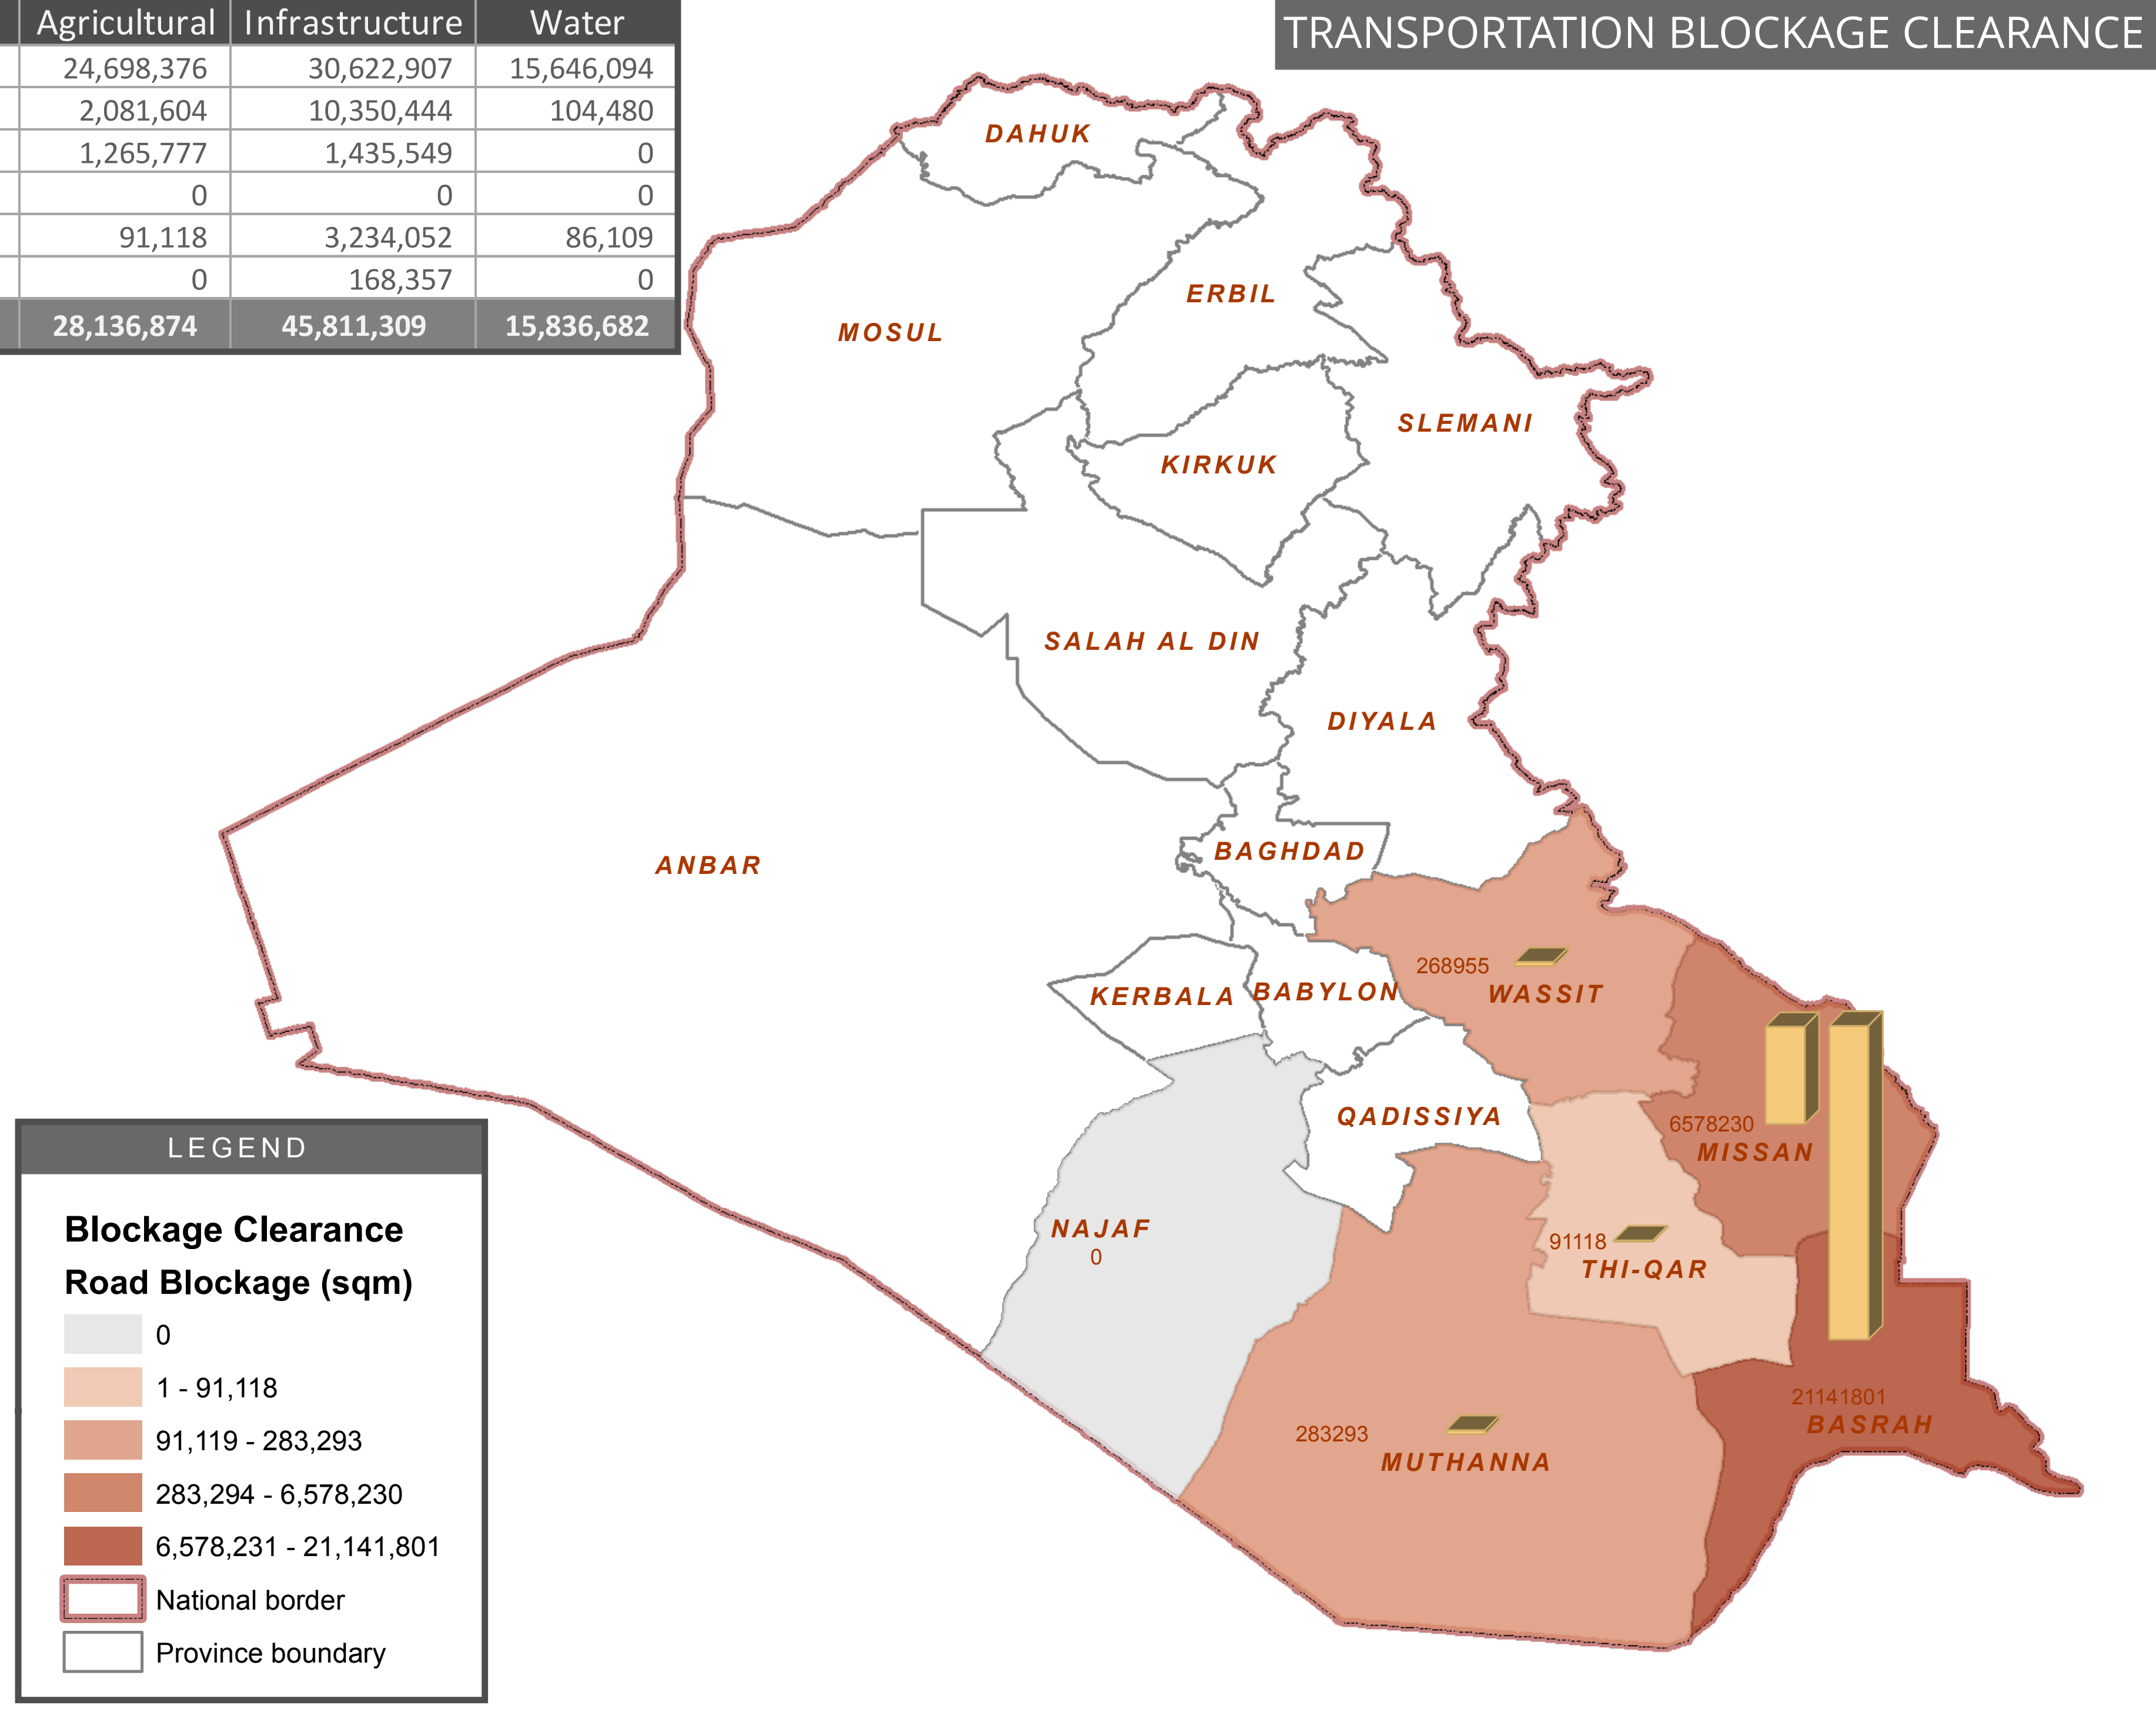 Agricultural Infrastructure Water
24,698,376 30,622,907 15,646,094
2,081,604 10,350,444 104,480
1,265,777 1,435,549 0
0 0 0
91,118 3,234,052 86,109
0 168,357 0
28,136,874 45,811,309 15,836,682
TRANSPORTATION BLOCKAGE CLEARANCE
DAHUK
ERBIL
MOSUL
SLEMANI
KIRKUK
SALAH AL DIN
DIYALA
BAGHDAD
ANBAR
268955
WASSIT
KERBALA
BABYLON
QADISSIYA
6578230
MISSAN
NAJAF
0
91118
THI-QAR
21141801
BASRAH
283293
MUTHANNA
LEGEND
Blockage Clearance
Road Blockage (sqm)
0
1 - 91,118
91,119 - 283,293
283,294 - 6,578,230
6,578,231 - 21,141,801
National border
Province boundary